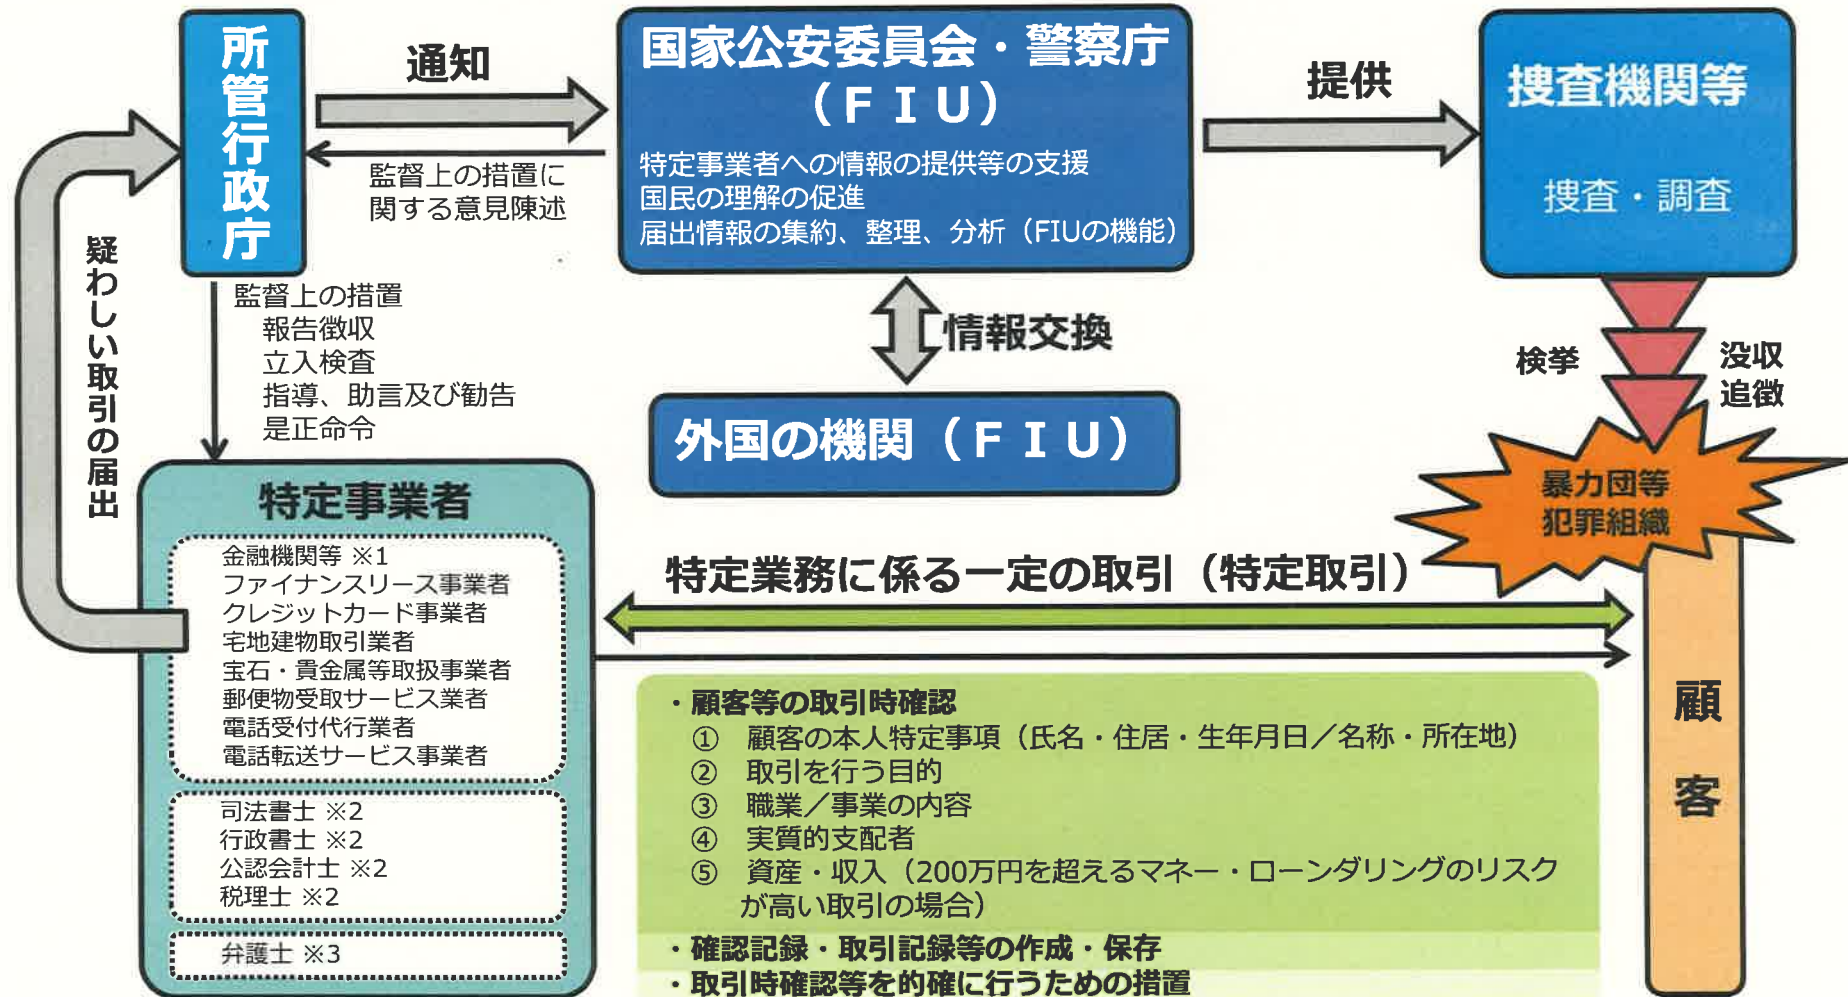 所管行政庁
通知
国家公安委員会・警察庁
（ＦＩＵ）
特定事業者への情報の提供等の支援
国民の理解の促進
届出情報の集約、整理、分析（FIUの機能）
提供
捜査機関等
捜査・調査
監督上の措置に
関する意見陳述
疑わしい取引の届出
監督上の措置
報告徴収
立入検査
指導、助言及び勧告
是正命令
情報交換
外国の機関（ＦＩＵ）
検挙
没収
追徴
暴力団等
犯罪組織
特定事業者
金融機関等 ※1
ファイナンスリース事業者
クレジットカード事業者
宅地建物取引業者
宝石・貴金属等取扱事業者
郵便物受取サービス業者
電話受付代行業者
電話転送サービス事業者
司法書士 ※2
行政書士 ※2
公認会計士 ※2
税理士 ※2
弁護士 ※3
特定業務に係る一定の取引（特定取引）
・顧客等の取引時確認
① 顧客の本人特定事項（氏名・住居・生年月日／名称・所在地）
② 取引を行う目的
③ 職業／事業の内容
④ 実質的支配者
⑤ 資産・収入（200万円を超えるマネー・ローンダリングのリスク
が高い取引の場合）
・確認記録・取引記録等の作成・保存
・取引時確認等を的確に行うための措置
顧客